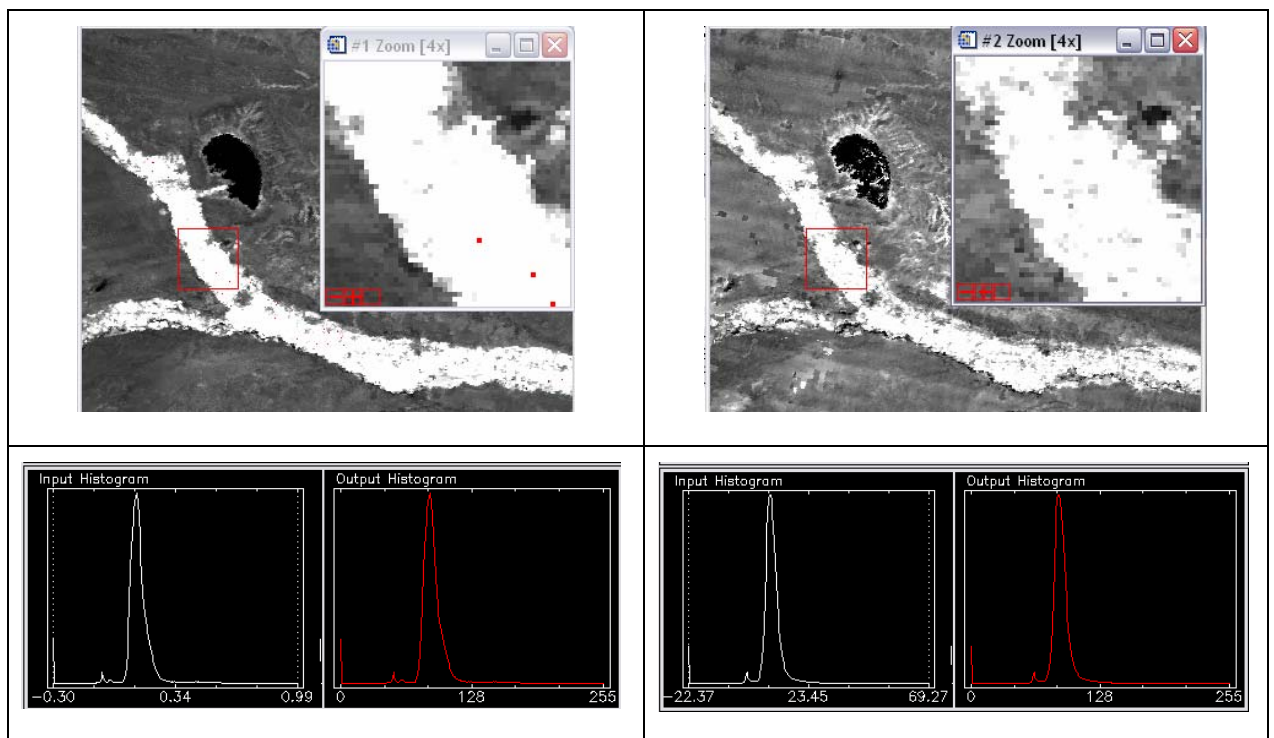 #1 Zoom [4x]
#2 Zoom [4x]
Input Histogram
Output Histogram
-0.30 0.34 0.99
0 128 255
Input Histogram
Output Histogram
-22.37 23.45 69.27
0 128 255